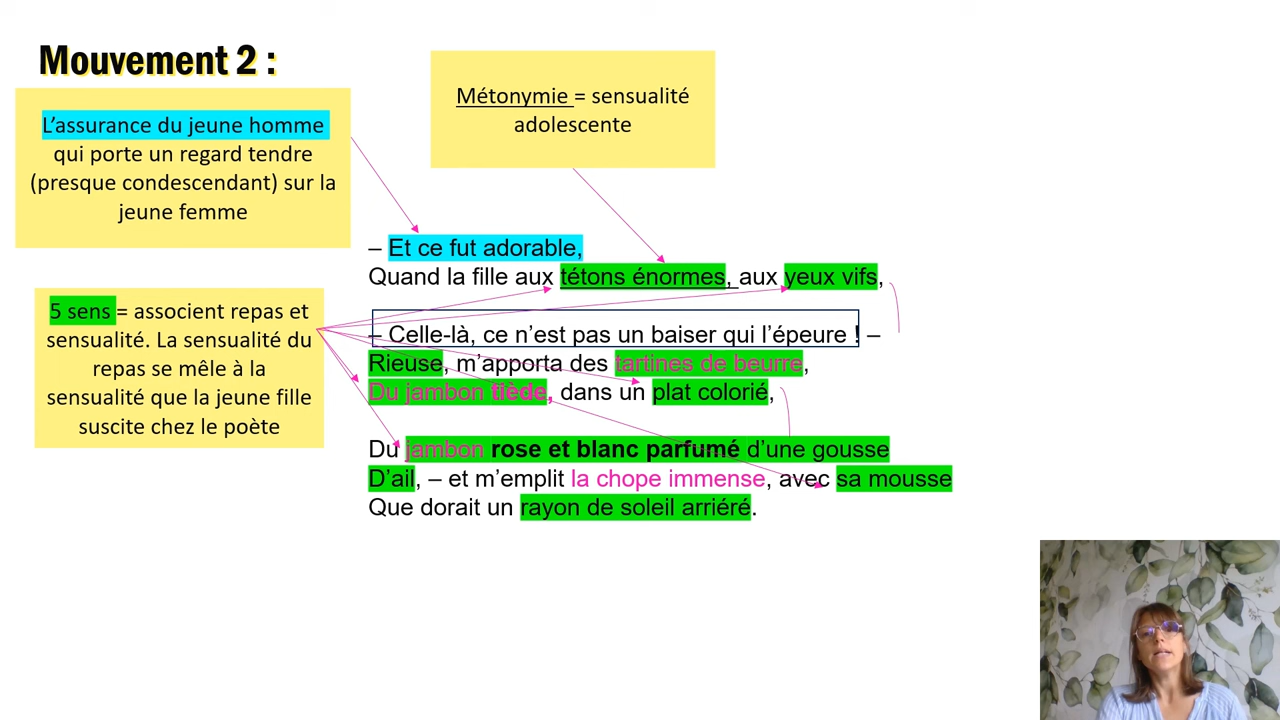 Mouvement 2 :
L’assurance du jeune homme
qui porte un regard tendre
(presque condescendant) sur la
jeune femme
Métonymie = sensualité
adolescente
5 sens = associent repas et
sensualité. La sensualité du
repas se mêle à la
sensualité que la jeune fille
suscite chez le poète
– Et ce fut adorable,
Quand la fille aux tétons énormes, aux yeux vifs,
– Celle-là, ce n’est pas un baiser qui l’épeure ! –
Rieuse, m’apporta des tartines de beurre,
Du jambon tiède, dans un plat colorié,
Du jambon rose et blanc parfumé d’une gousse
D’ail, – et m’emplit la chope immense, avec sa mousse
Que dorait un rayon de soleil arriéré.